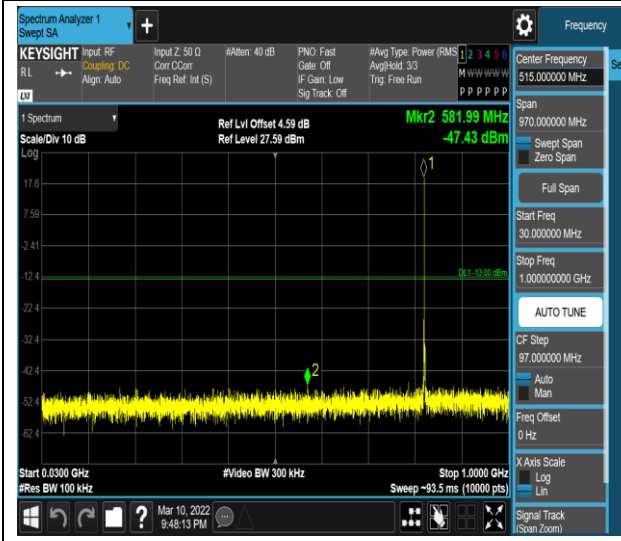 Spectrum Analyzer 1
Swept SA
+
Frequency
KEYSIGHT
RL
LXI
Input: RF
Coupling: DC
Align: Auto
Input Z: 50 Ω
Corr CCorr
Freq Ref: Int (S)
#Atten: 40 dB
PNO: Fast
Gate: Off
IF Gain: Low
Sig Track: Off
#Avg Type: Power (RMS
Avg|Hold: 3/3
Trig: Free Run
1 2 3 4 5 6
M W W W W W
P P P P P P
1 Spectrum
Scale/Div 10 dB
Log
Ref Lvl Offset 4.59 dB
Ref Level 27.59 dBm
Mkr2 581.99 MHz
-47.43 dBm
1
17.6
7.59
-2.41
-12.4
DL1 -13.00 dBm
-22.4
-32.4
-42.4
2
-52.4
-62.4
Start 0.0300 GHz
#Res BW 100 kHz
#Video BW 300 kHz
Stop 1.0000 GHz
Sweep ~93.5 ms (10000 pts)
?
Mar 10, 2022
9:48:13 PM
Center Frequency
515.000000 MHz
Se
Span
970.000000 MHz
Swept Span
Zero Span
Full Span
Start Freq
30.000000 MHz
Stop Freq
1.000000000 GHz
AUTO TUNE
CF Step
97.000000 MHz
Auto
Man
Freq Offset
0 Hz
X Axis Scale
Log
Lin
Signal Track
(Span Zoom)